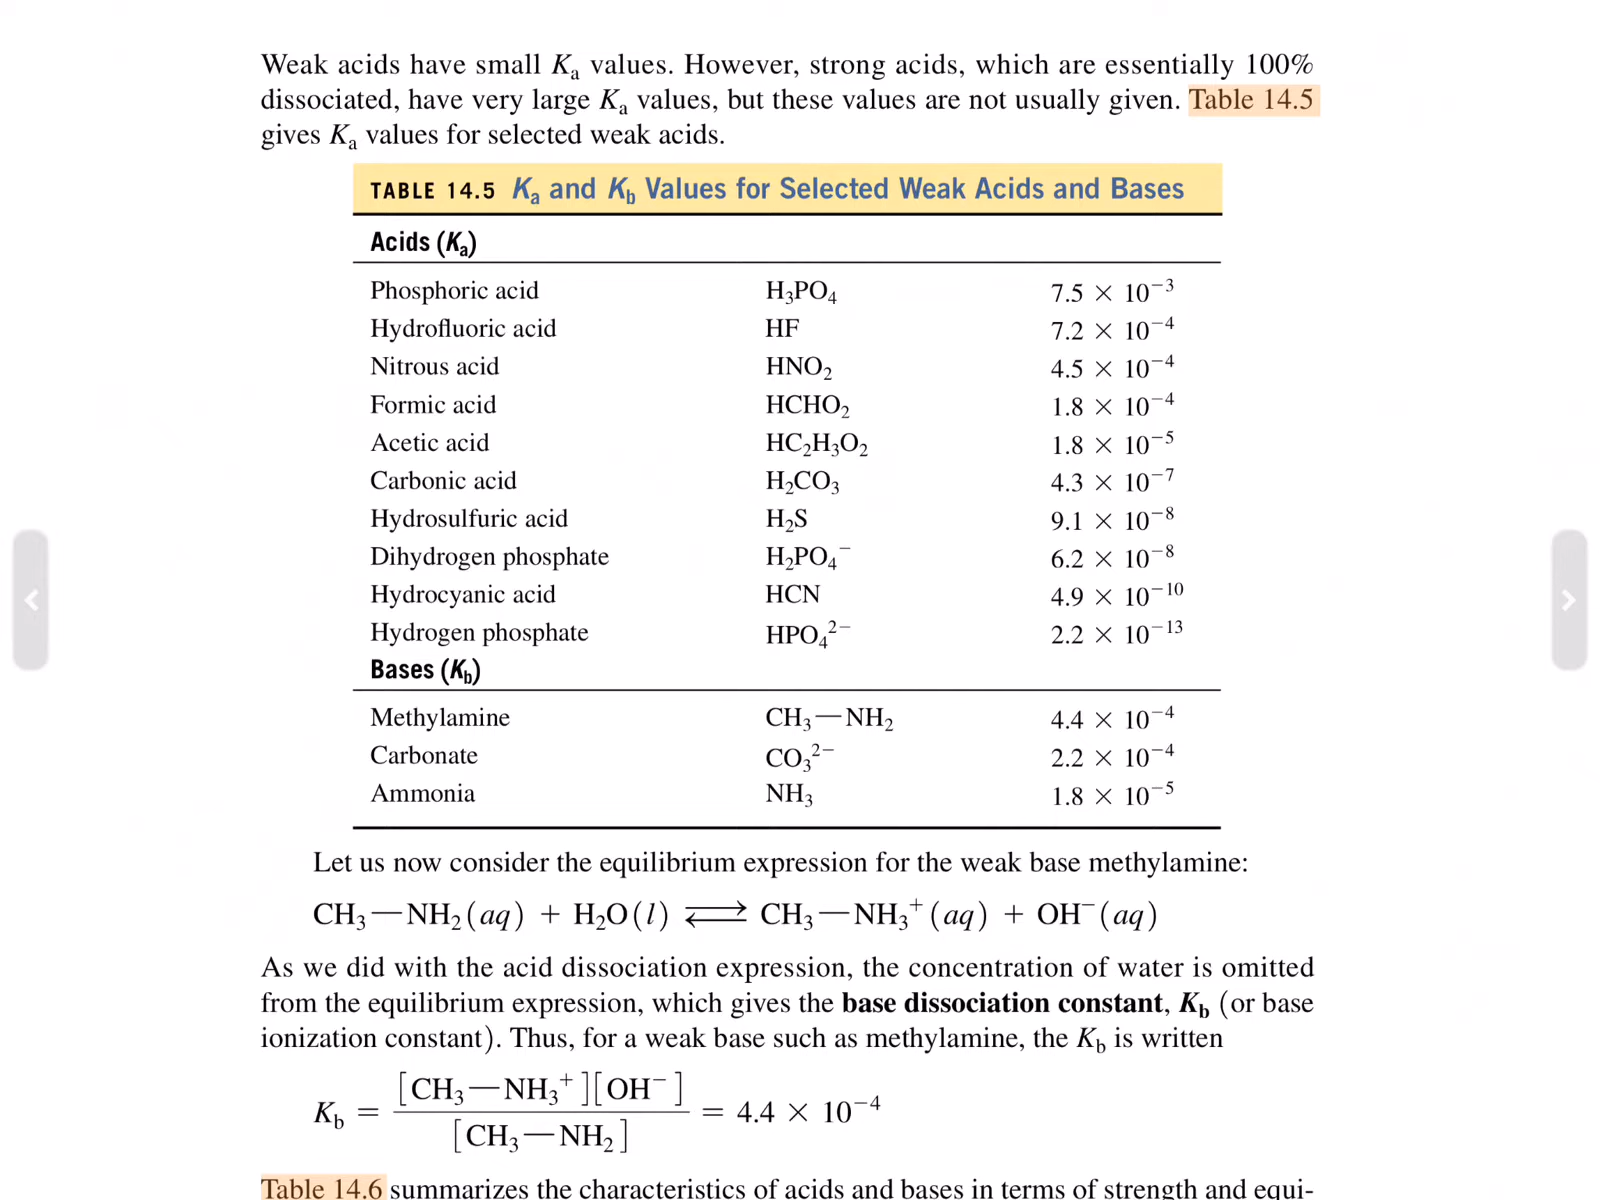 Weak acids have small Kₐ values. However, strong acids, which are essentially 100%
dissociated, have very large Kₐ values, but these values are not usually given. Table 14.5
gives Kₐ values for selected weak acids.
TABLE 14.5 Kₐ and K_b Values for Selected Weak Acids and Bases
Acids (Kₐ)
Phosphoric acid H₃PO₄ 7.5 × 10⁻³
Hydrofluoric acid HF 7.2 × 10⁻⁴
Nitrous acid HNO₂ 4.5 × 10⁻⁴
Formic acid HCHO₂ 1.8 × 10⁻⁴
Acetic acid HC₂H₃O₂ 1.8 × 10⁻⁵
Carbonic acid H₂CO₃ 4.3 × 10⁻⁷
Hydrosulfuric acid H₂S 9.1 × 10⁻⁸
Dihydrogen phosphate H₂PO₄⁻ 6.2 × 10⁻⁸
Hydrocyanic acid HCN 4.9 × 10⁻¹⁰
Hydrogen phosphate HPO₄²⁻ 2.2 × 10⁻¹³
Bases (K_b)
Methylamine CH₃—NH₂ 4.4 × 10⁻⁴
Carbonate CO₃²⁻ 2.2 × 10⁻⁴
Ammonia NH₃ 1.8 × 10⁻⁵
Let us now consider the equilibrium expression for the weak base methylamine:
CH₃—NH₂(aq) + H₂O(l) ⇌ CH₃—NH₃⁺(aq) + OH⁻(aq)
As we did with the acid dissociation expression, the concentration of water is omitted
from the equilibrium expression, which gives the base dissociation constant, K_b (or base
ionization constant). Thus, for a weak base such as methylamine, the K_b is written
K_b = [CH₃—NH₃⁺][OH⁻] / [CH₃—NH₂] = 4.4 × 10⁻⁴
Table 14.6 summarizes the characteristics of acids and bases in terms of strength and equi-